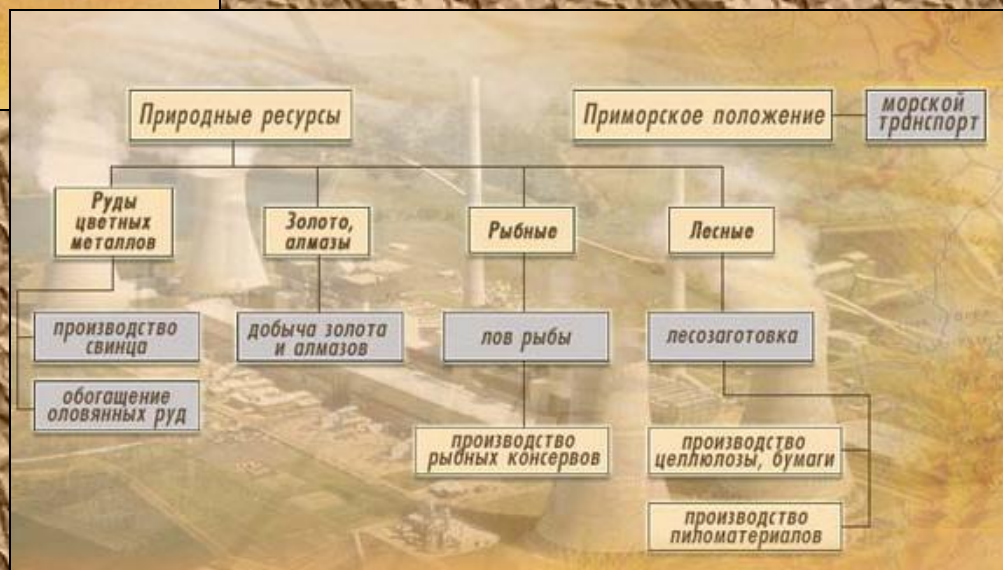 Природные ресурсы
Приморское положение
морской
транспорт
Руды
цветных
металлов
Золото,
алмазы
Рыбные
Лесные
производство
свинца
добыча золота
и алмазов
лов рыбы
лесозаготовка
обогащение
оловянных руд
производство
рыбных консервов
производство
целлюлозы, бумаги
производство
пиломатериалов